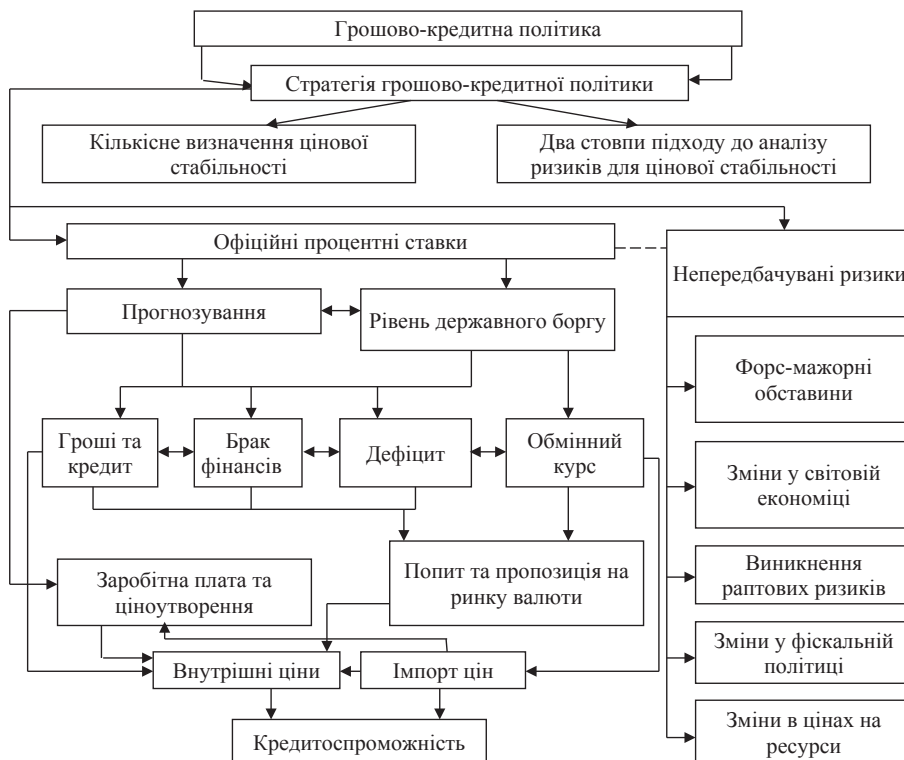 Грошово-кредитна політика
Стратегія грошово-кредитної політики
Кількісне визначення цінової
стабільності
Два стовпи підходу до аналізу
ризиків для цінової стабільності
Офіційні процентні ставки
Непередбачувані ризики
Прогнозування
Рівень державного боргу
Форс-мажорні
обставини
Гроші та
кредит
Брак
фінансів
Дефіцит
Обмінний
курс
Зміни у світовій
економіці
Заробітна плата та
ціноутворення
Попит та пропозиція на
ринку валюти
Виникнення
раптових ризиків
Внутрішні ціни
Імпорт цін
Зміни у фіскальній
політиці
Кредитоспроможність
Зміни в цінах на
ресурси